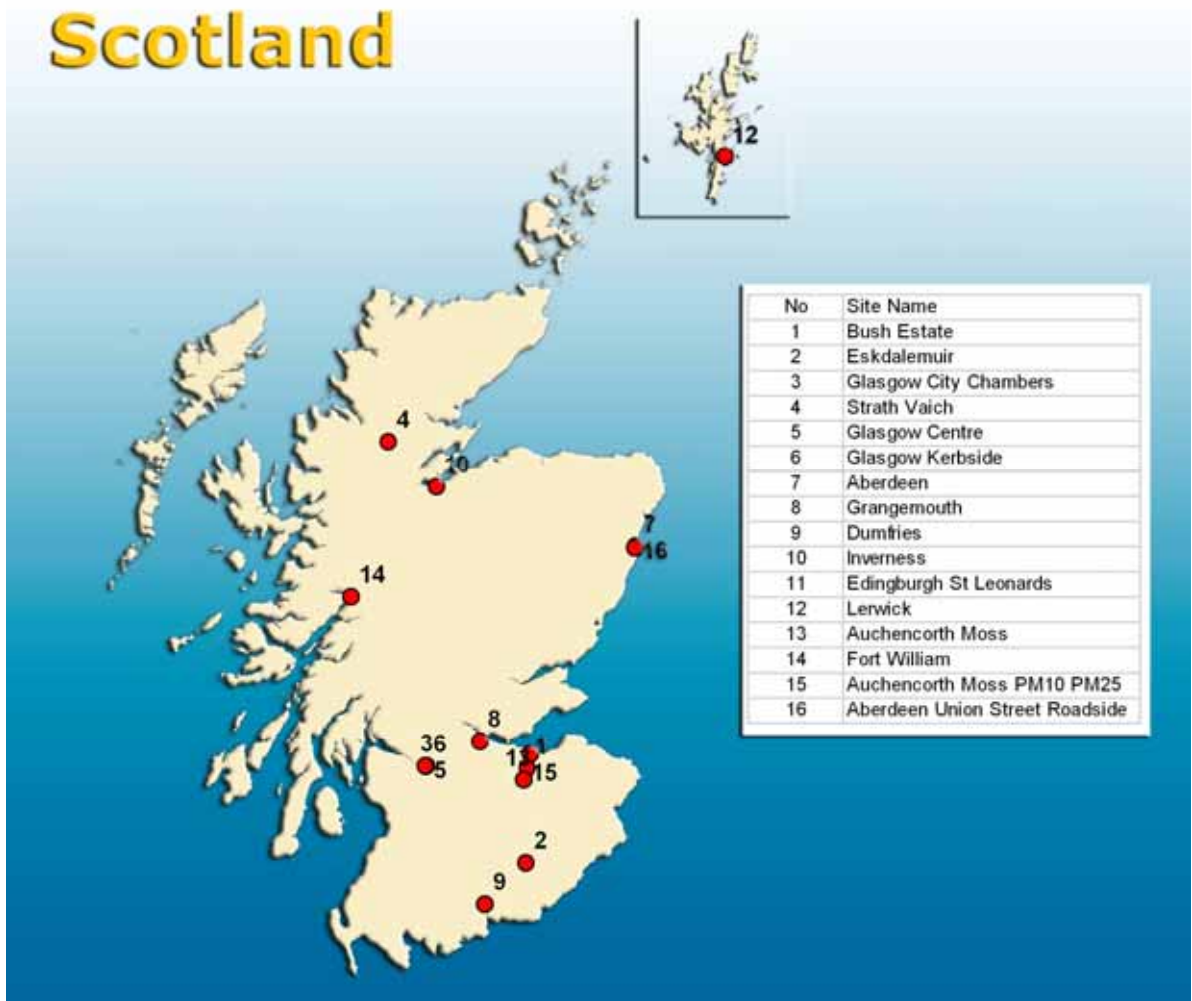 Scotland
12
No Site Name
1 Bush Estate
2 Eskdalemuir
3 Glasgow City Chambers
4 Strath Vaich
5 Glasgow Centre
6 Glasgow Kerbside
7 Aberdeen
8 Grangemouth
9 Dumfries
10 Inverness
11 Edingburgh St Leonards
12 Lerwick
13 Auchencorth Moss
14 Fort William
15 Auchencorth Moss PM10 PM25
16 Aberdeen Union Street Roadside
4
10
7
16
14
8
36
5
1
15
2
9